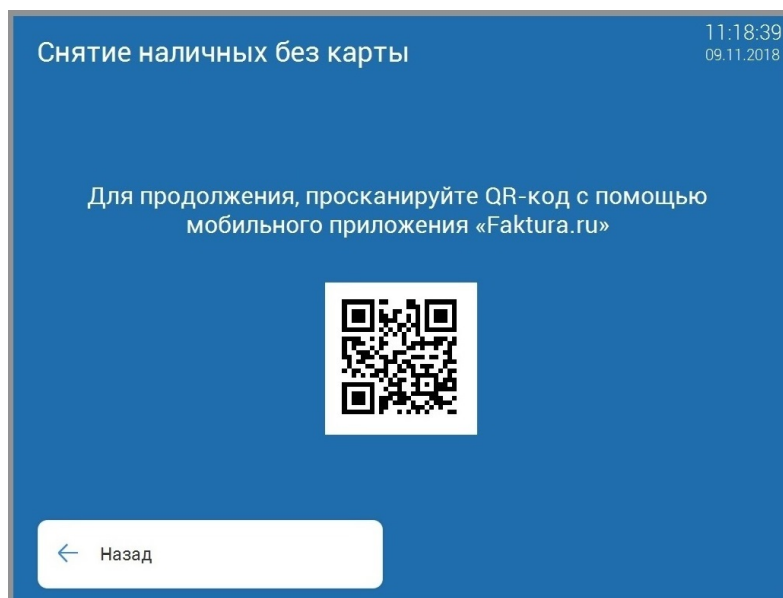 Снятие наличных без карты
11:18:39
09.11.2018
Для продолжения, просканируйте QR-код с помощью
мобильного приложения «Faktura.ru»
Назад